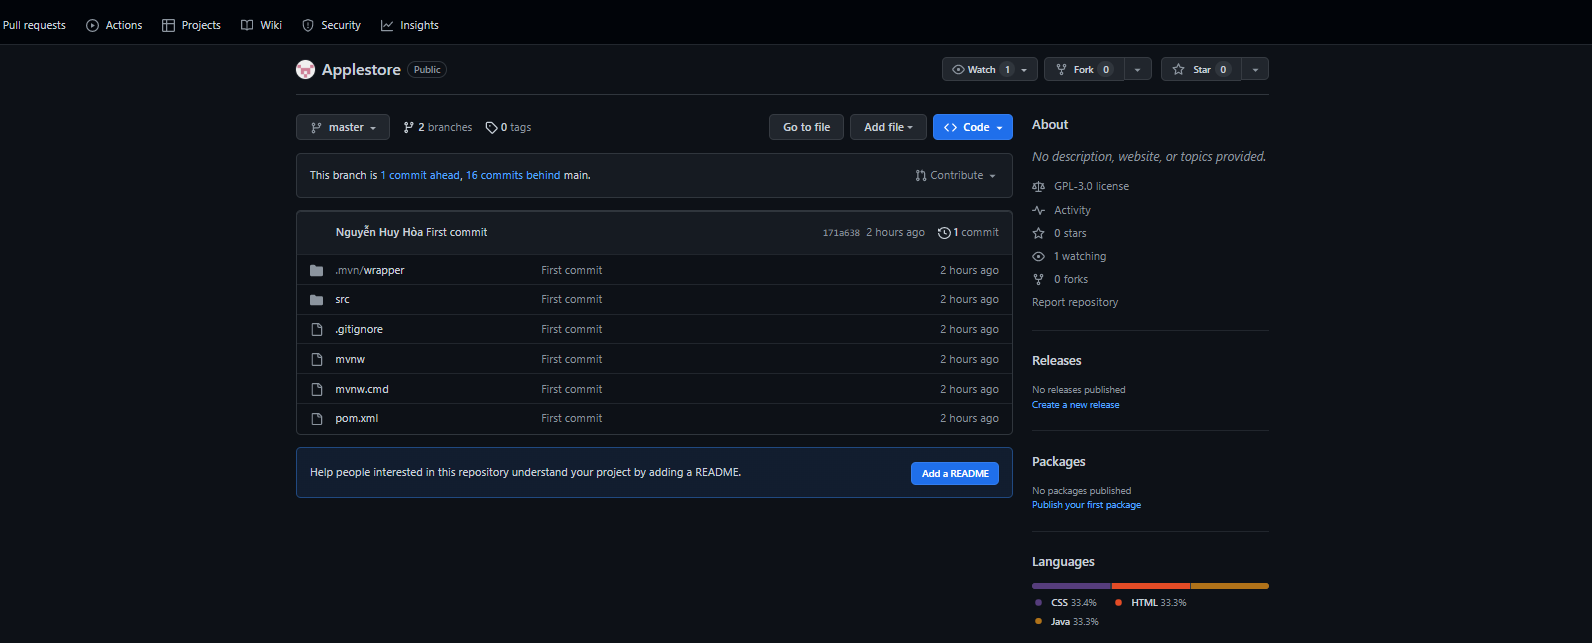 Pull requests Actions Projects Wiki Security Insights
Applestore Public Watch 1 Fork 0 Star 0
master 2 branches 0 tags Go to file Add file Code
This branch is 1 commit ahead, 16 commits behind main. Contribute
Nguyễn Huy Hòa First commit 171a638 2 hours ago 1 commit
.mvn/wrapper First commit 2 hours ago
src First commit 2 hours ago
.gitignore First commit 2 hours ago
mvnw First commit 2 hours ago
mvnw.cmd First commit 2 hours ago
pom.xml First commit 2 hours ago
Help people interested in this repository understand your project by adding a README. Add a README
About
No description, website, or topics provided.
GPL-3.0 license
Activity
0 stars
1 watching
0 forks
Report repository
Releases
No releases published
Create a new release
Packages
No packages published
Publish your first package
Languages
CSS 33.4% HTML 33.3%
Java 33.3%